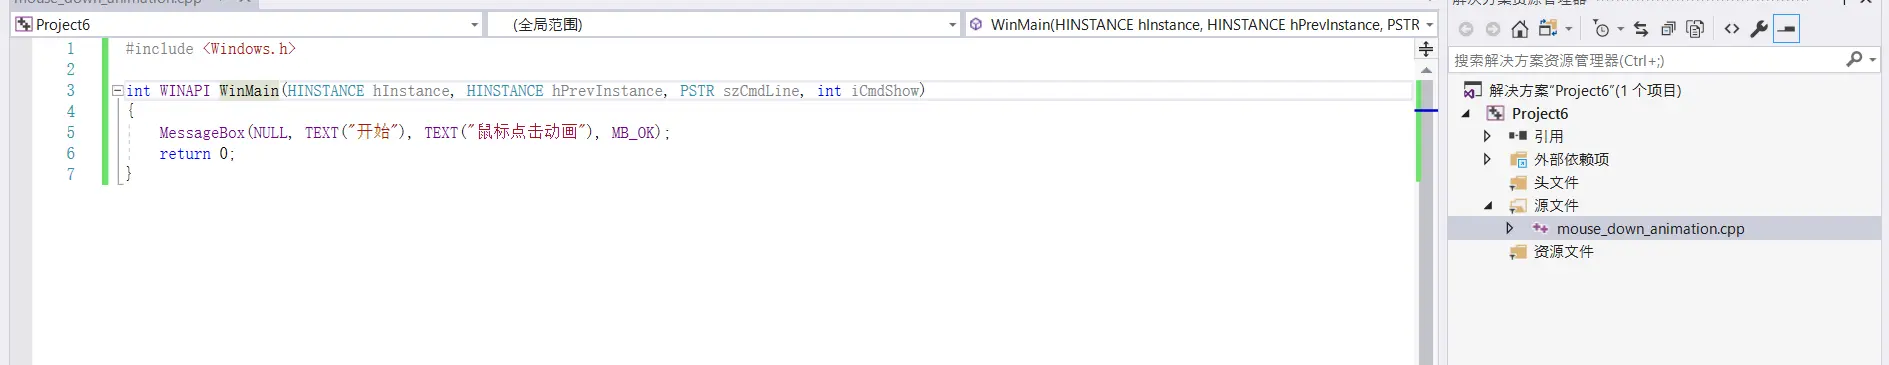 mouse_down_animation.cpp
Project6
(全局范围)
WinMain(HINSTANCE hInstance, HINSTANCE hPrevInstance, PSTR
1 #include <Windows.h>
2
3 int WINAPI WinMain(HINSTANCE hInstance, HINSTANCE hPrevInstance, PSTR szCmdLine, int iCmdShow)
4 {
5 MessageBox(NULL, TEXT("开始"), TEXT("鼠标点击动画"), MB_OK);
6 return 0;
7 }
解决方案资源管理器
搜索解决方案资源管理器(Ctrl+;)
解决方案"Project6"(1 个项目)
Project6
引用
外部依赖项
头文件
源文件
mouse_down_animation.cpp
资源文件